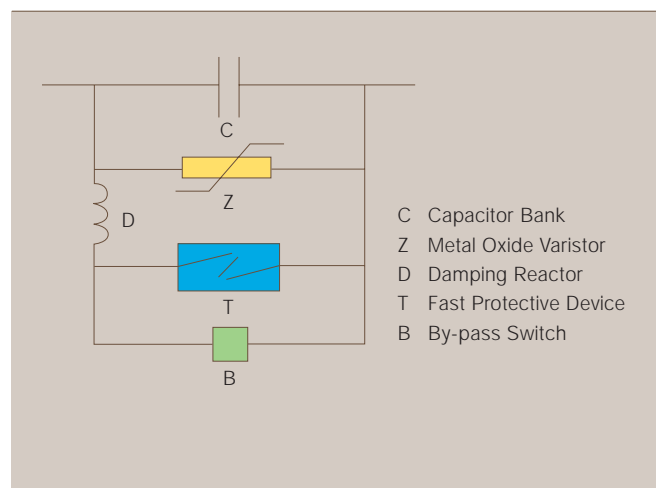 C
Z
D
T
B
C Capacitor Bank
Z Metal Oxide Varistor
D Damping Reactor
T Fast Protective Device
B By-pass Switch